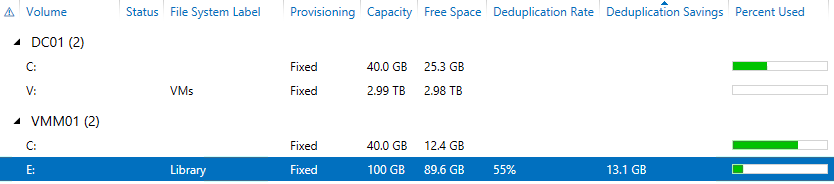 Volume Status File System Label Provisioning Capacity Free Space Deduplication Rate Deduplication Savings Percent Used
DC01 (2)
C: Fixed 40.0 GB 25.3 GB
V: VMs Fixed 2.99 TB 2.98 TB
VMM01 (2)
C: Fixed 40.0 GB 12.4 GB
E: Library Fixed 100 GB 89.6 GB 55% 13.1 GB